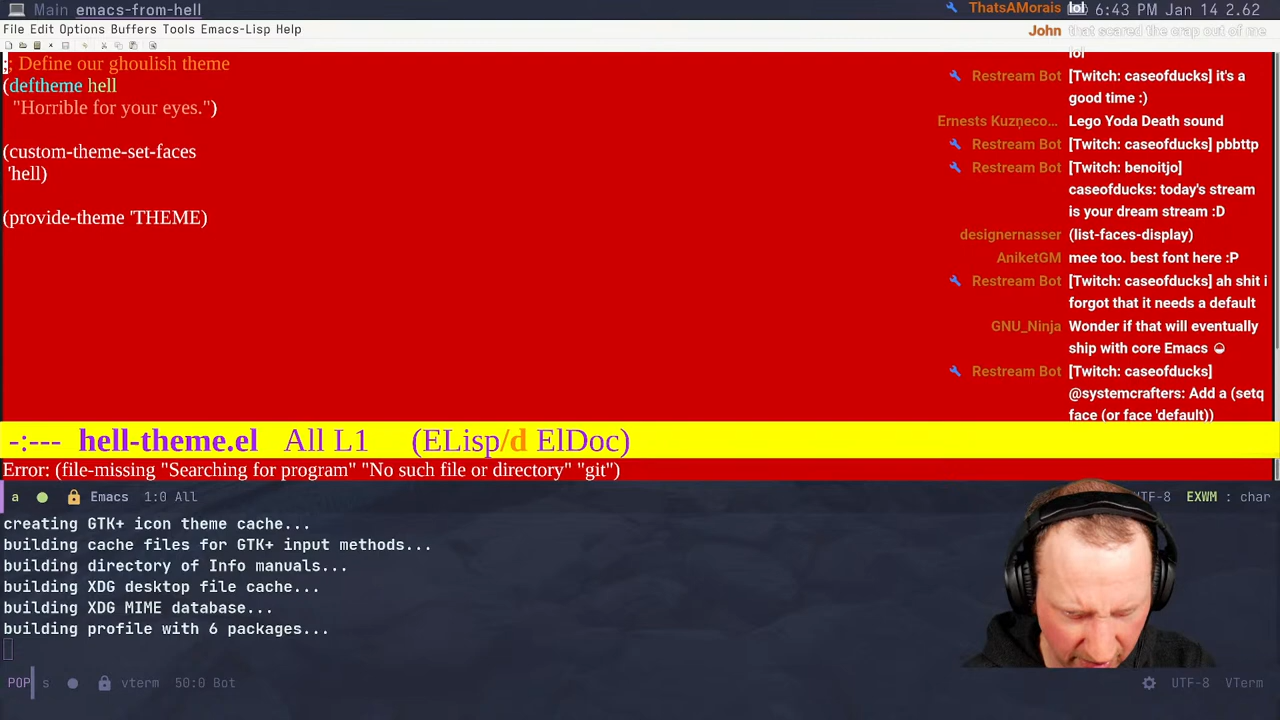 Main emacs-from-hell
6:43 PM Jan 14 2.62
File Edit Options Buffers Tools Emacs-Lisp Help
;; Define our ghoulish theme
(deftheme hell
"Horrible for your eyes.")
(custom-theme-set-faces
'hell)
(provide-theme 'THEME)
-:--- hell-theme.el All L1 (ELisp/d ElDoc)
Error: (file-missing "Searching for program" "No such file or directory" "git")
a Emacs 1:0 All
UTF-8 EXWM : char
creating GTK+ icon theme cache...
building cache files for GTK+ input methods...
building directory of Info manuals...
building XDG desktop file cache...
building XDG MIME database...
building profile with 6 packages...
POP s vterm 50:0 Bot
UTF-8 VTerm
ThatsAMorais lol
John that scared the crap out of me
lol
Restream Bot [Twitch: caseofducks] it's a
good time :)
Ernests Kuzņeco... Lego Yoda Death sound
Restream Bot [Twitch: caseofducks] pbbttp
Restream Bot [Twitch: benoitjo]
caseofducks: today's stream
is your dream stream :D
designernasser (list-faces-display)
AniketGM mee too. best font here :P
Restream Bot [Twitch: caseofducks] ah shit i
forgot that it needs a default
GNU_Ninja Wonder if that will eventually
ship with core Emacs
Restream Bot [Twitch: caseofducks]
@systemcrafters: Add a (setq
face (or face 'default))